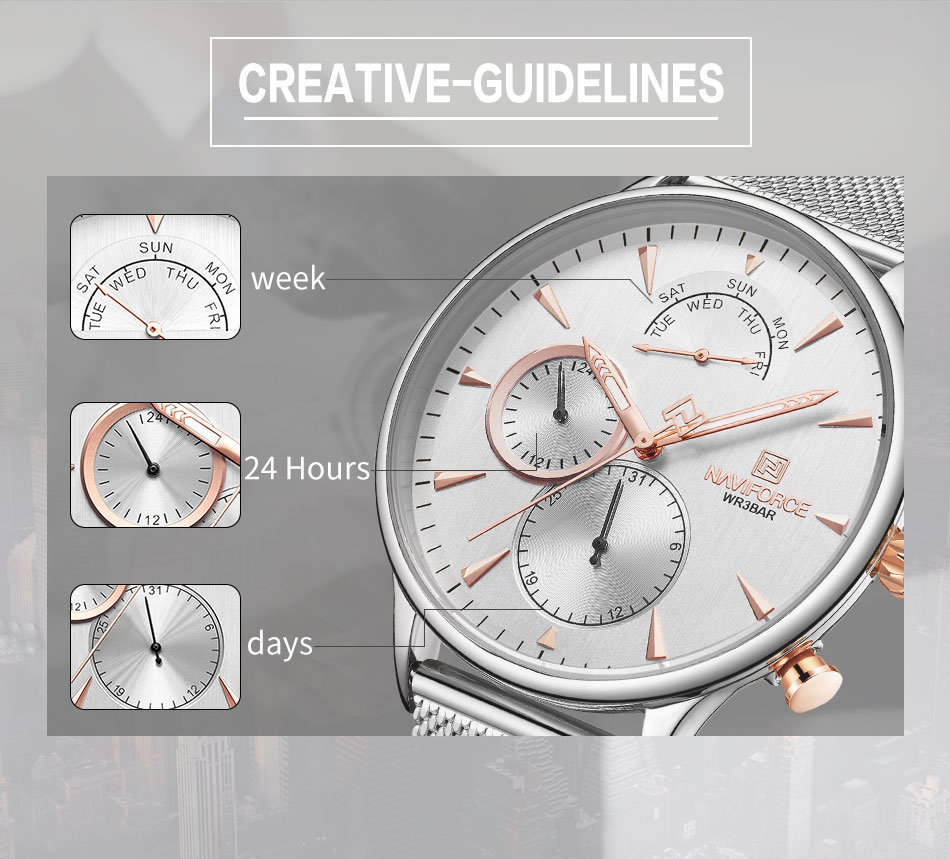 CREATIVE-GUIDELINES
SUN
SAT WED THU MON
TUE FRI
week
24
12
24 Hours
12
31
25 6
19 12
days
SAT SUN
TUE WED THU MON
FRI
24
12
31
25
6
19
12
NAVIFORCE
WR3BAR